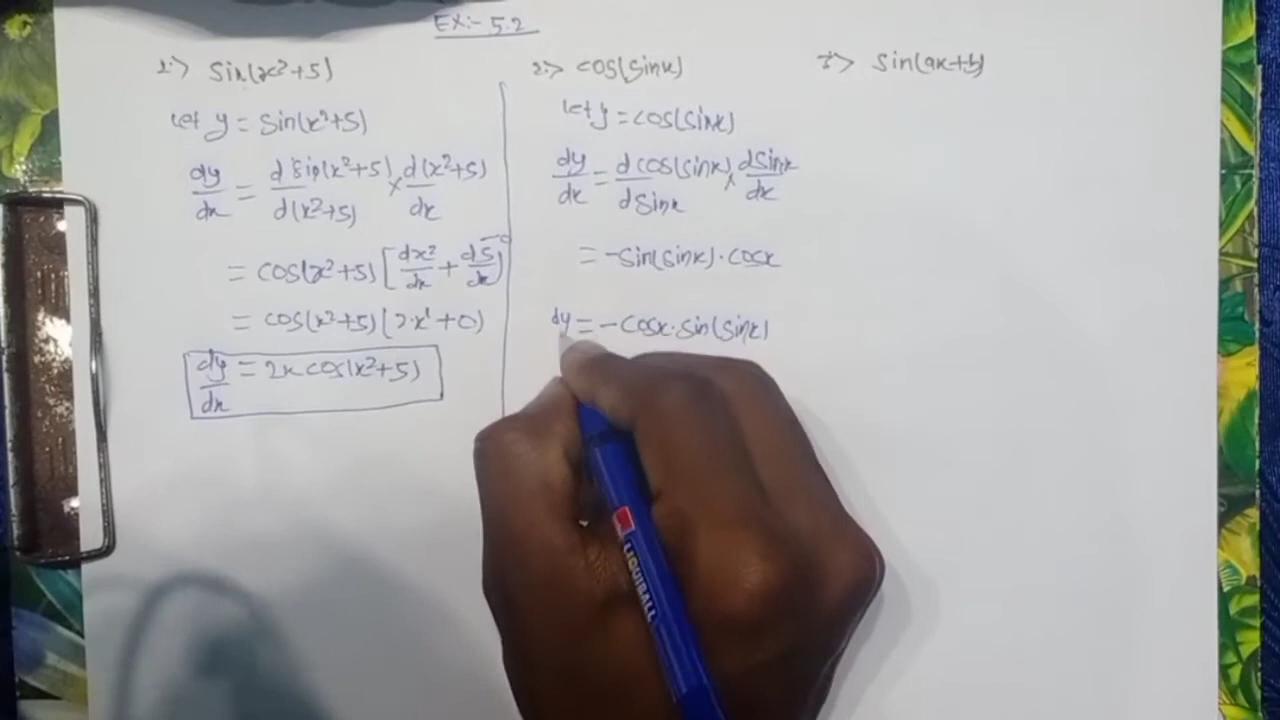 Ex:- 5.2
1.> Sin(x²+5)
let y = Sin(x²+5)
dy/dx = d Sin(x²+5)/d(x²+5) × d(x²+5)/dx
= cos(x²+5) [dx²/dx + d5/dx]→0
= cos(x²+5) (2·x¹+0)
dy/dx = 2x cos(x²+5)
2.> cos(sinx)
let y = cos(sinx)
dy/dx = d cos(sinx)/d sinx × d sinx/dx
= -sin(sinx)·cosx
dy = -cosx·sin(sinx)
3> Sin(ax+b)
LIQUIBALL